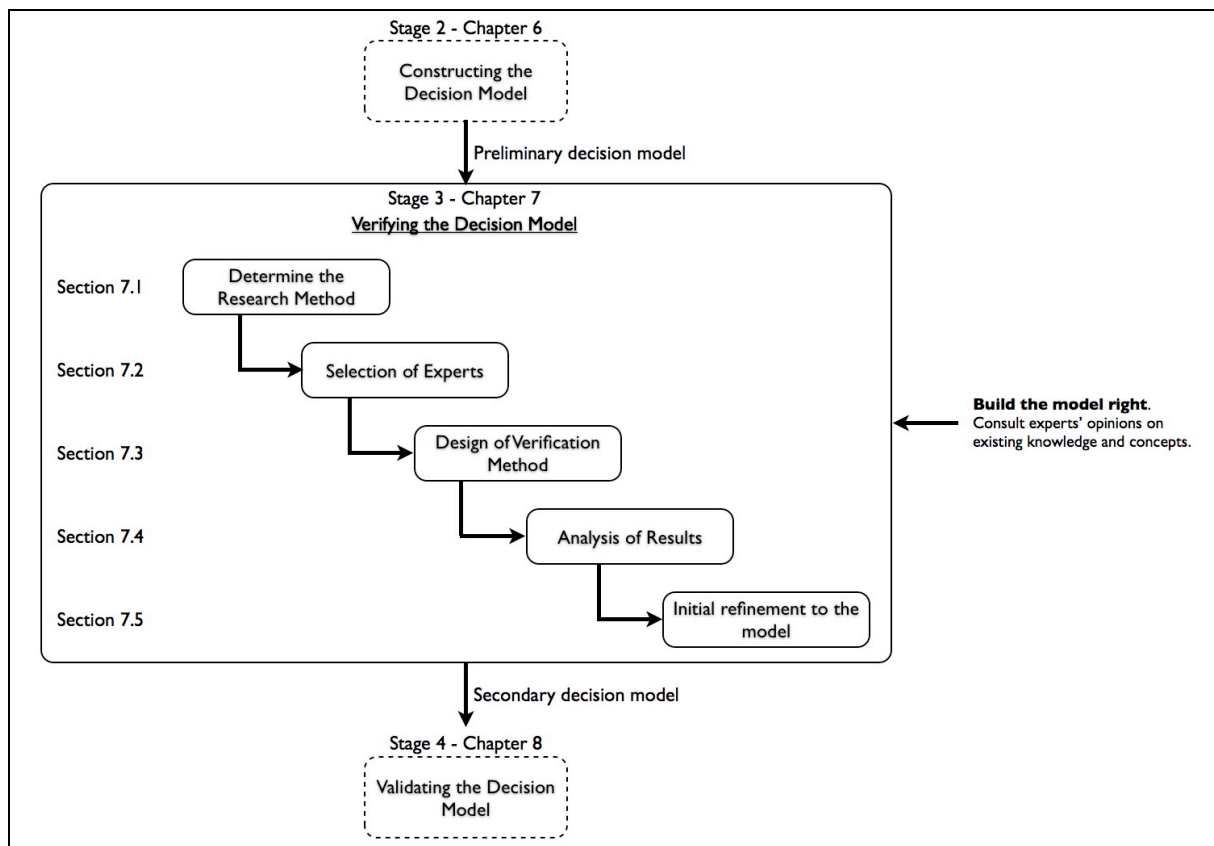 Stage 2 - Chapter 6
Constructing the
Decision Model
Preliminary decision model
Stage 3 - Chapter 7
Verifying the Decision Model
Section 7.1
Determine the
Research Method
Section 7.2
Selection of Experts
Section 7.3
Design of Verification
Method
Section 7.4
Analysis of Results
Section 7.5
Initial refinement to the
model
Build the model right.
Consult experts' opinions on
existing knowledge and concepts.
Secondary decision model
Stage 4 - Chapter 8
Validating the Decision
Model